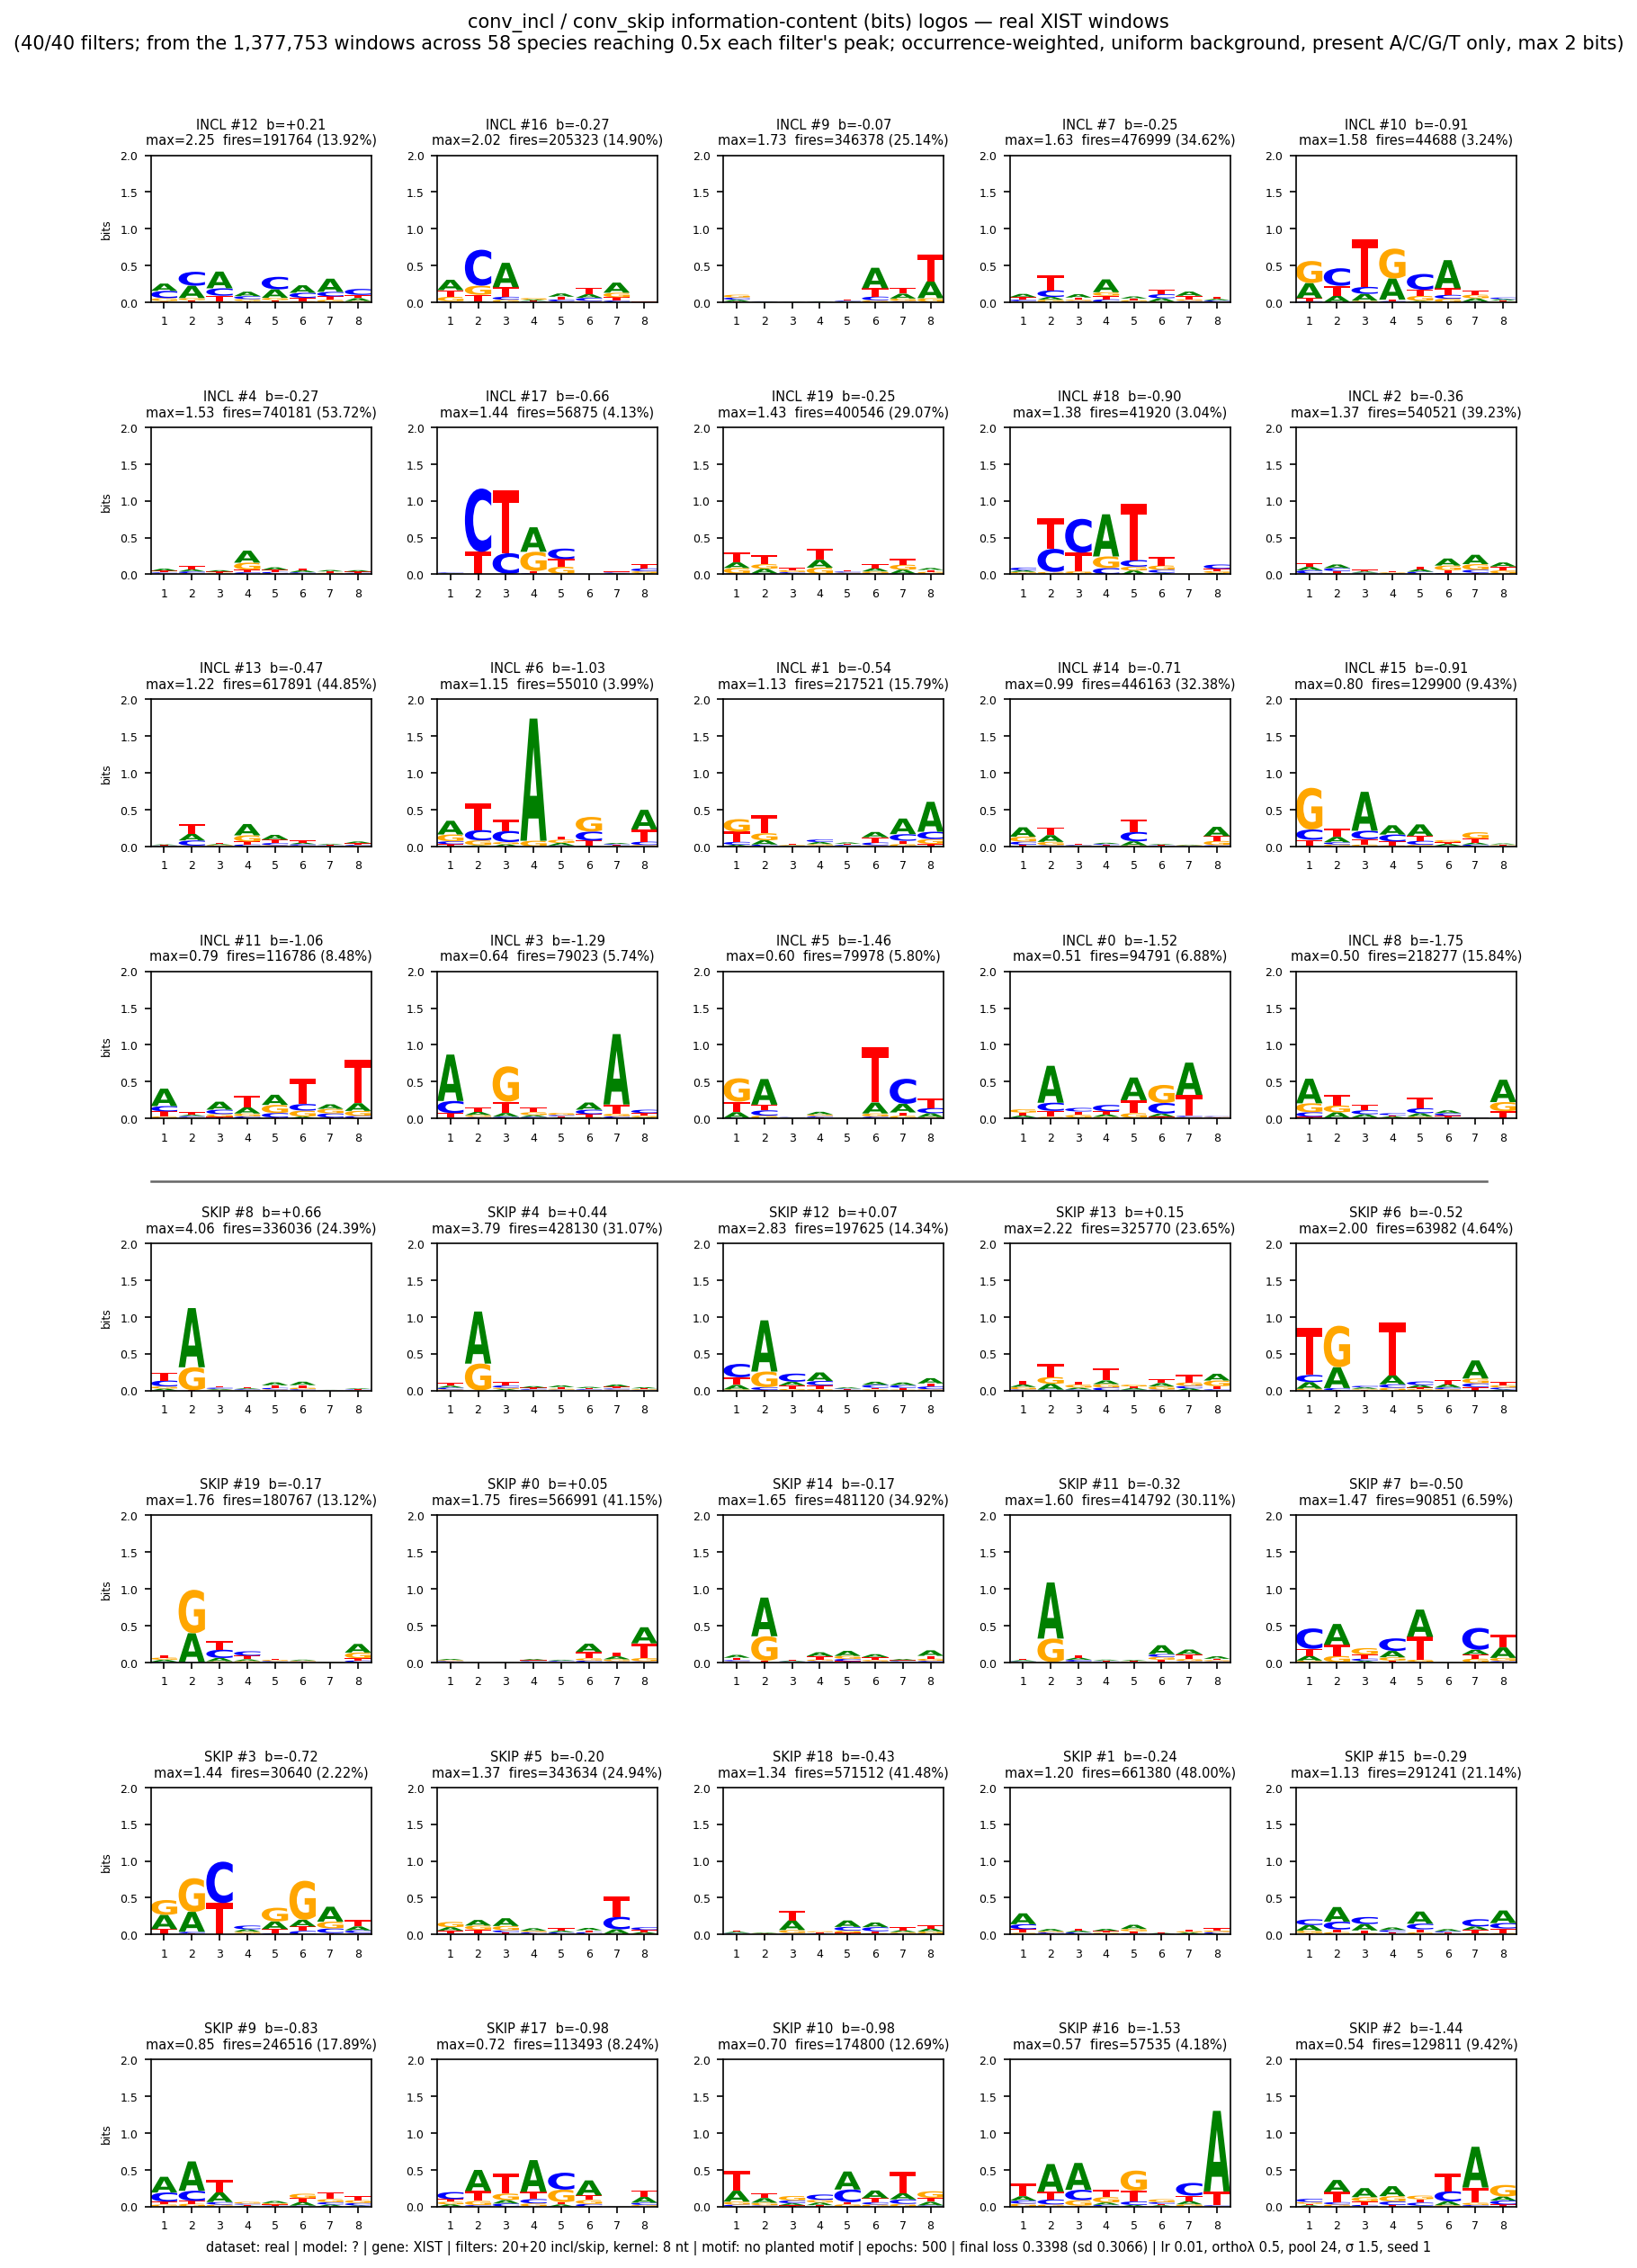 conv_incl / conv_skip information-content (bits) logos — real XIST windows
(40/40 filters; from the 1,377,753 windows across 58 species reaching 0.5x each filter's peak; occurrence-weighted, uniform background, present A/C/G/T only, max 2 bits)
INCL #12 b=+0.21
max=2.25 fires=191764 (13.92%)
INCL #16 b=-0.27
max=2.02 fires=205323 (14.90%)
INCL #9 b=-0.07
max=1.73 fires=346378 (25.14%)
INCL #7 b=-0.25
max=1.63 fires=476999 (34.62%)
INCL #10 b=-0.91
max=1.58 fires=44688 (3.24%)
INCL #4 b=-0.27
max=1.53 fires=740181 (53.72%)
INCL #17 b=-0.66
max=1.44 fires=56875 (4.13%)
INCL #19 b=-0.25
max=1.43 fires=400546 (29.07%)
INCL #18 b=-0.90
max=1.38 fires=41920 (3.04%)
INCL #2 b=-0.36
max=1.37 fires=540521 (39.23%)
INCL #13 b=-0.47
max=1.22 fires=617891 (44.85%)
INCL #6 b=-1.03
max=1.15 fires=55010 (3.99%)
INCL #1 b=-0.54
max=1.13 fires=217521 (15.79%)
INCL #14 b=-0.71
max=0.99 fires=446163 (32.38%)
INCL #15 b=-0.91
max=0.80 fires=129900 (9.43%)
INCL #11 b=-1.06
max=0.79 fires=116786 (8.48%)
INCL #3 b=-1.29
max=0.64 fires=79023 (5.74%)
INCL #5 b=-1.46
max=0.60 fires=79978 (5.80%)
INCL #0 b=-1.52
max=0.51 fires=94791 (6.88%)
INCL #8 b=-1.75
max=0.50 fires=218277 (15.84%)
SKIP #8 b=+0.66
max=4.06 fires=336036 (24.39%)
SKIP #4 b=+0.44
max=3.79 fires=428130 (31.07%)
SKIP #12 b=+0.07
max=2.83 fires=197625 (14.34%)
SKIP #13 b=+0.15
max=2.22 fires=325770 (23.65%)
SKIP #6 b=-0.52
max=2.00 fires=63982 (4.64%)
SKIP #19 b=-0.17
max=1.76 fires=180767 (13.12%)
SKIP #0 b=+0.05
max=1.75 fires=566991 (41.15%)
SKIP #14 b=-0.17
max=1.65 fires=481120 (34.92%)
SKIP #11 b=-0.32
max=1.60 fires=414792 (30.11%)
SKIP #7 b=-0.50
max=1.47 fires=90851 (6.59%)
SKIP #3 b=-0.72
max=1.44 fires=30640 (2.22%)
SKIP #5 b=-0.20
max=1.37 fires=343634 (24.94%)
SKIP #18 b=-0.43
max=1.34 fires=571512 (41.48%)
SKIP #1 b=-0.24
max=1.20 fires=661380 (48.00%)
SKIP #15 b=-0.29
max=1.13 fires=291241 (21.14%)
SKIP #9 b=-0.83
max=0.85 fires=246516 (17.89%)
SKIP #17 b=-0.98
max=0.72 fires=113493 (8.24%)
SKIP #10 b=-0.98
max=0.70 fires=174800 (12.69%)
SKIP #16 b=-1.53
max=0.57 fires=57535 (4.18%)
SKIP #2 b=-1.44
max=0.54 fires=129811 (9.42%)
bits
0.0 0.5 1.0 1.5 2.0
1 2 3 4 5 6 7 8
dataset: real | model: ? | gene: XIST | filters: 20+20 incl/skip, kernel: 8 nt | motif: no planted motif | epochs: 500 | final loss 0.3398 (sd 0.3066) | lr 0.01, orthoλ 0.5, pool 24, σ 1.5, seed 1